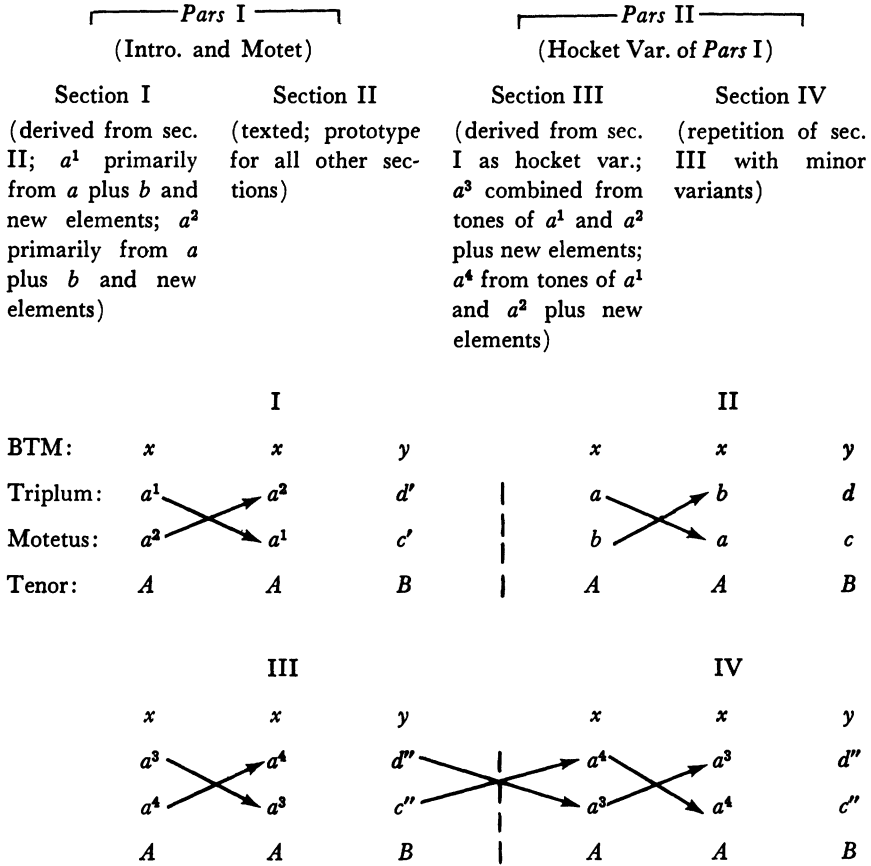 Pars I
(Intro. and Motet)
Section I
(derived from sec.
II; a¹ primarily
from a plus b and
new elements; a²
primarily from a
plus b and new
elements)
Section II
(texted; prototype
for all other sec-
tions)
Pars II
(Hocket Var. of Pars I)
Section III
(derived from sec.
I as hocket var.;
a³ combined from
tones of a¹ and a²
plus new elements;
a⁴ from tones of a¹
and a² plus new
elements)
Section IV
(repetition of sec.
III with minor
variants)
I II
BTM: x x y x x y
Triplum: a¹ a² d′ a b d
Motetus: a² a¹ c′ b a c
Tenor: A A B A A B
III IV
x x y x x y
a³ a⁴ d″ a⁴ a³ d″
a⁴ a³ c″ a³ a⁴ c″
A A B A A B